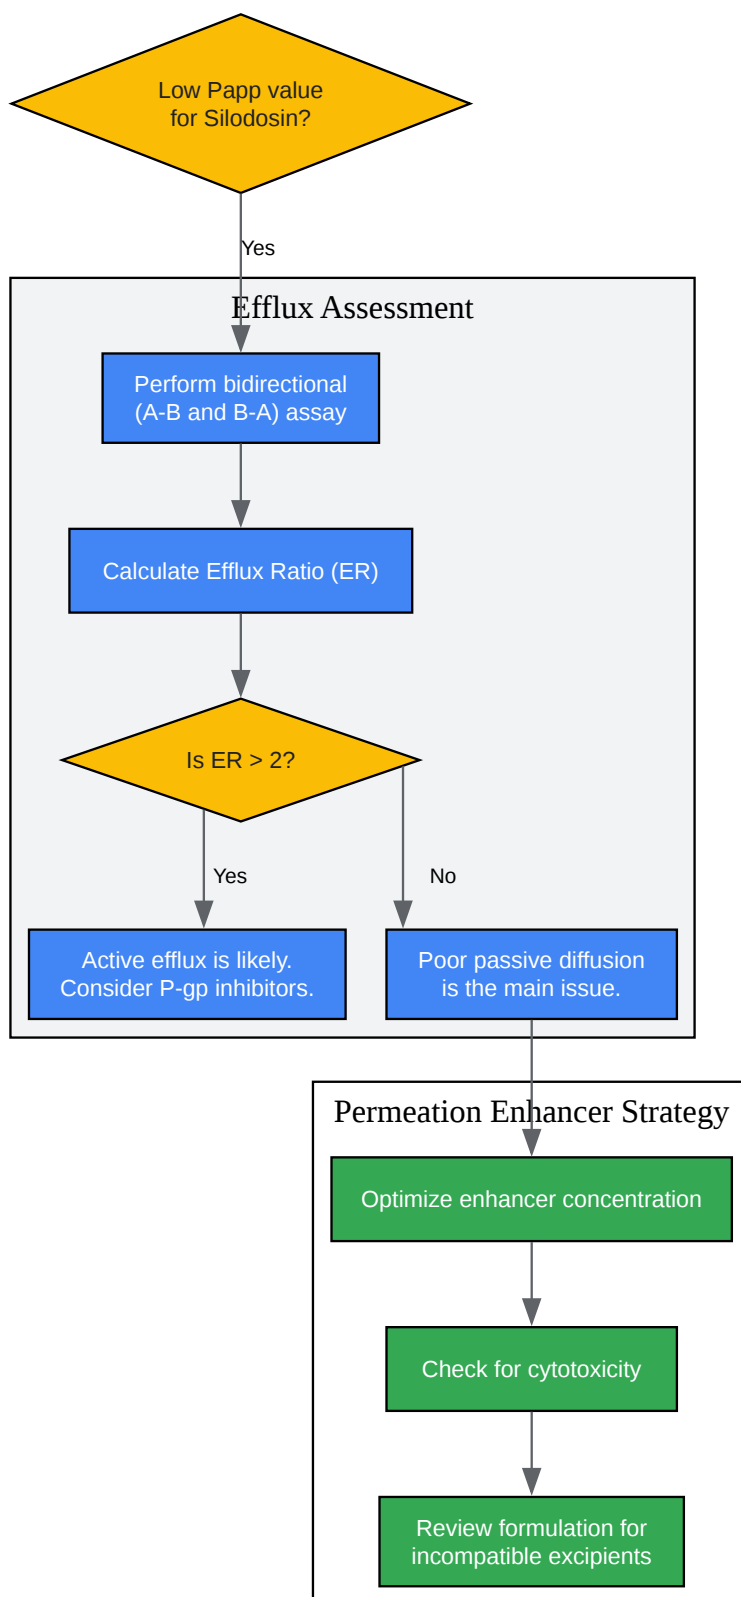 Low Papp value
for Silodosin?
Yes
Efflux Assessment
Perform bidirectional
(A-B and B-A) assay
Calculate Efflux Ratio (ER)
Is ER > 2?
Yes
No
Active efflux is likely.
Consider P-gp inhibitors.
Poor passive diffusion
is the main issue.
Permeation Enhancer Strategy
Optimize enhancer concentration
Check for cytotoxicity
Review formulation for
incompatible excipients